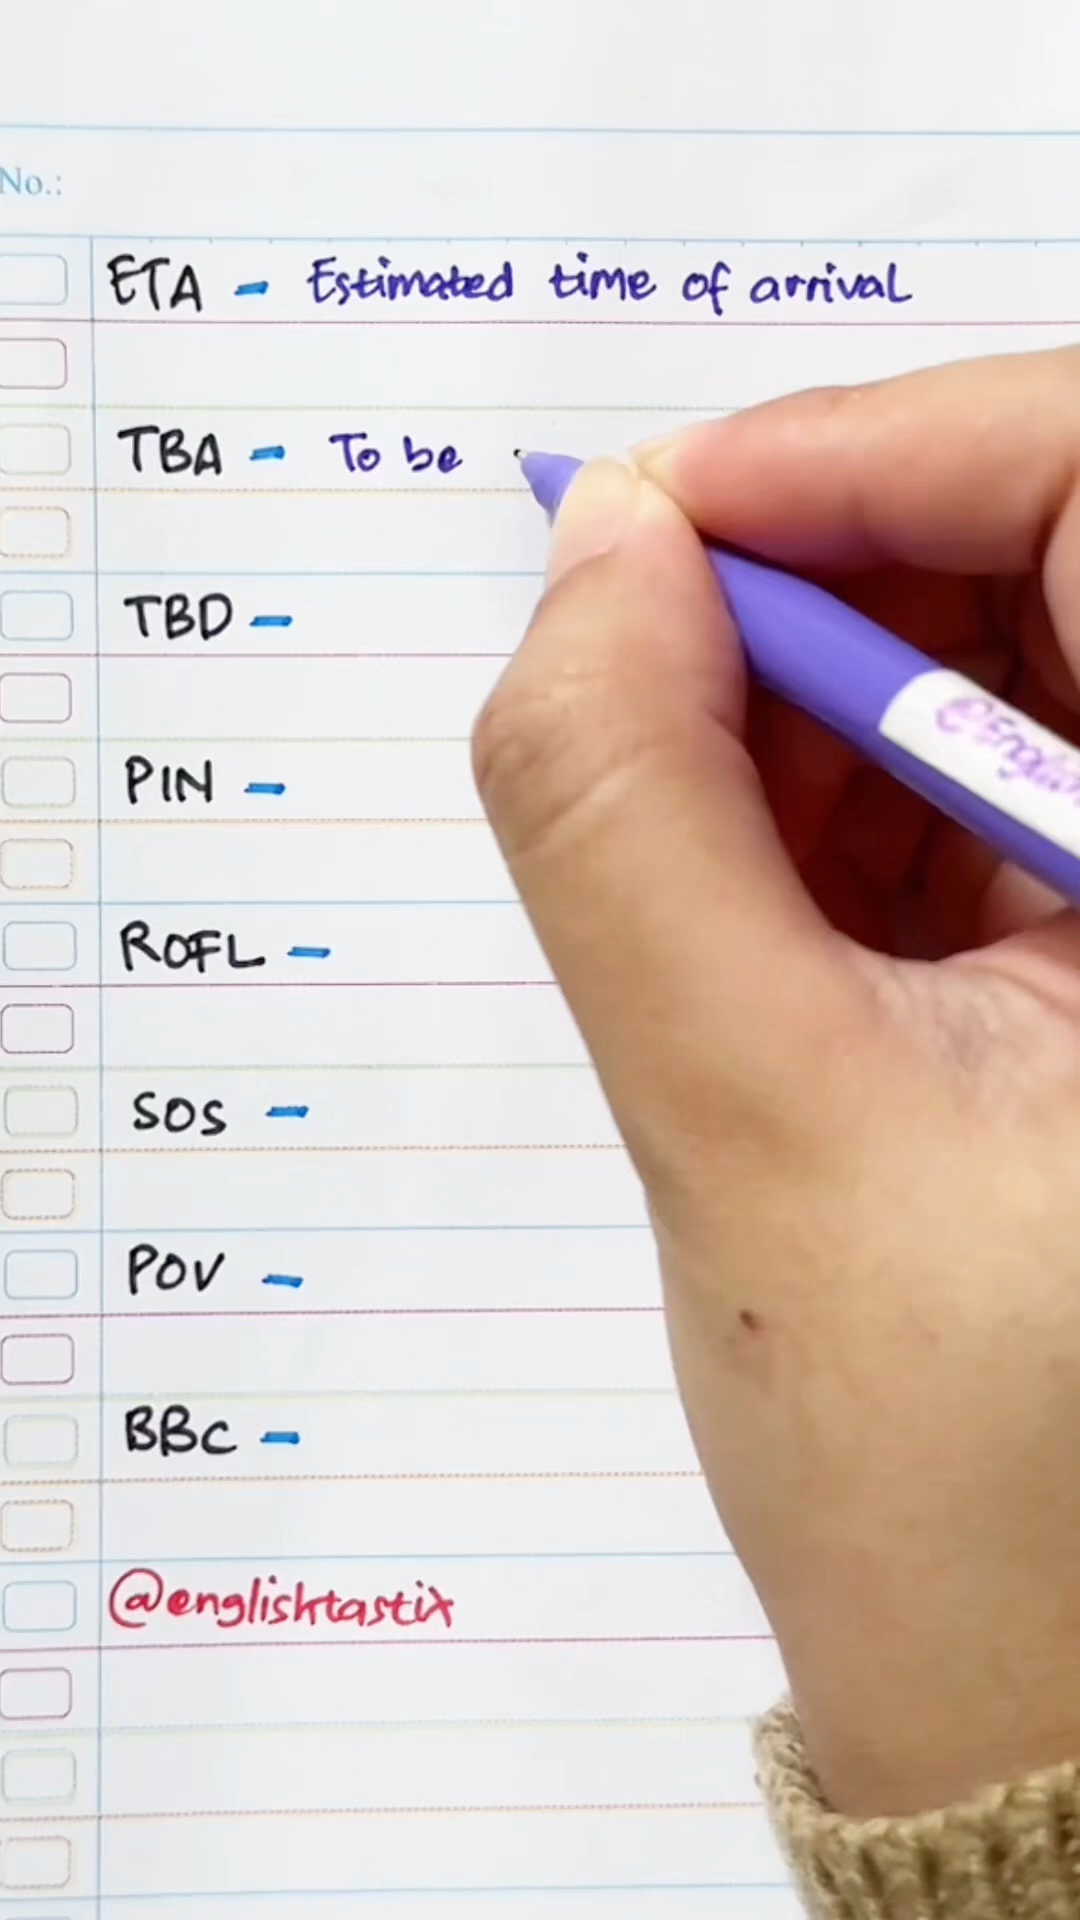 No.:
ETA - Estimated time of arrival
TBA - To be
TBD -
PIN -
ROFL -
SOS -
POV -
BBC -
@englishtastix